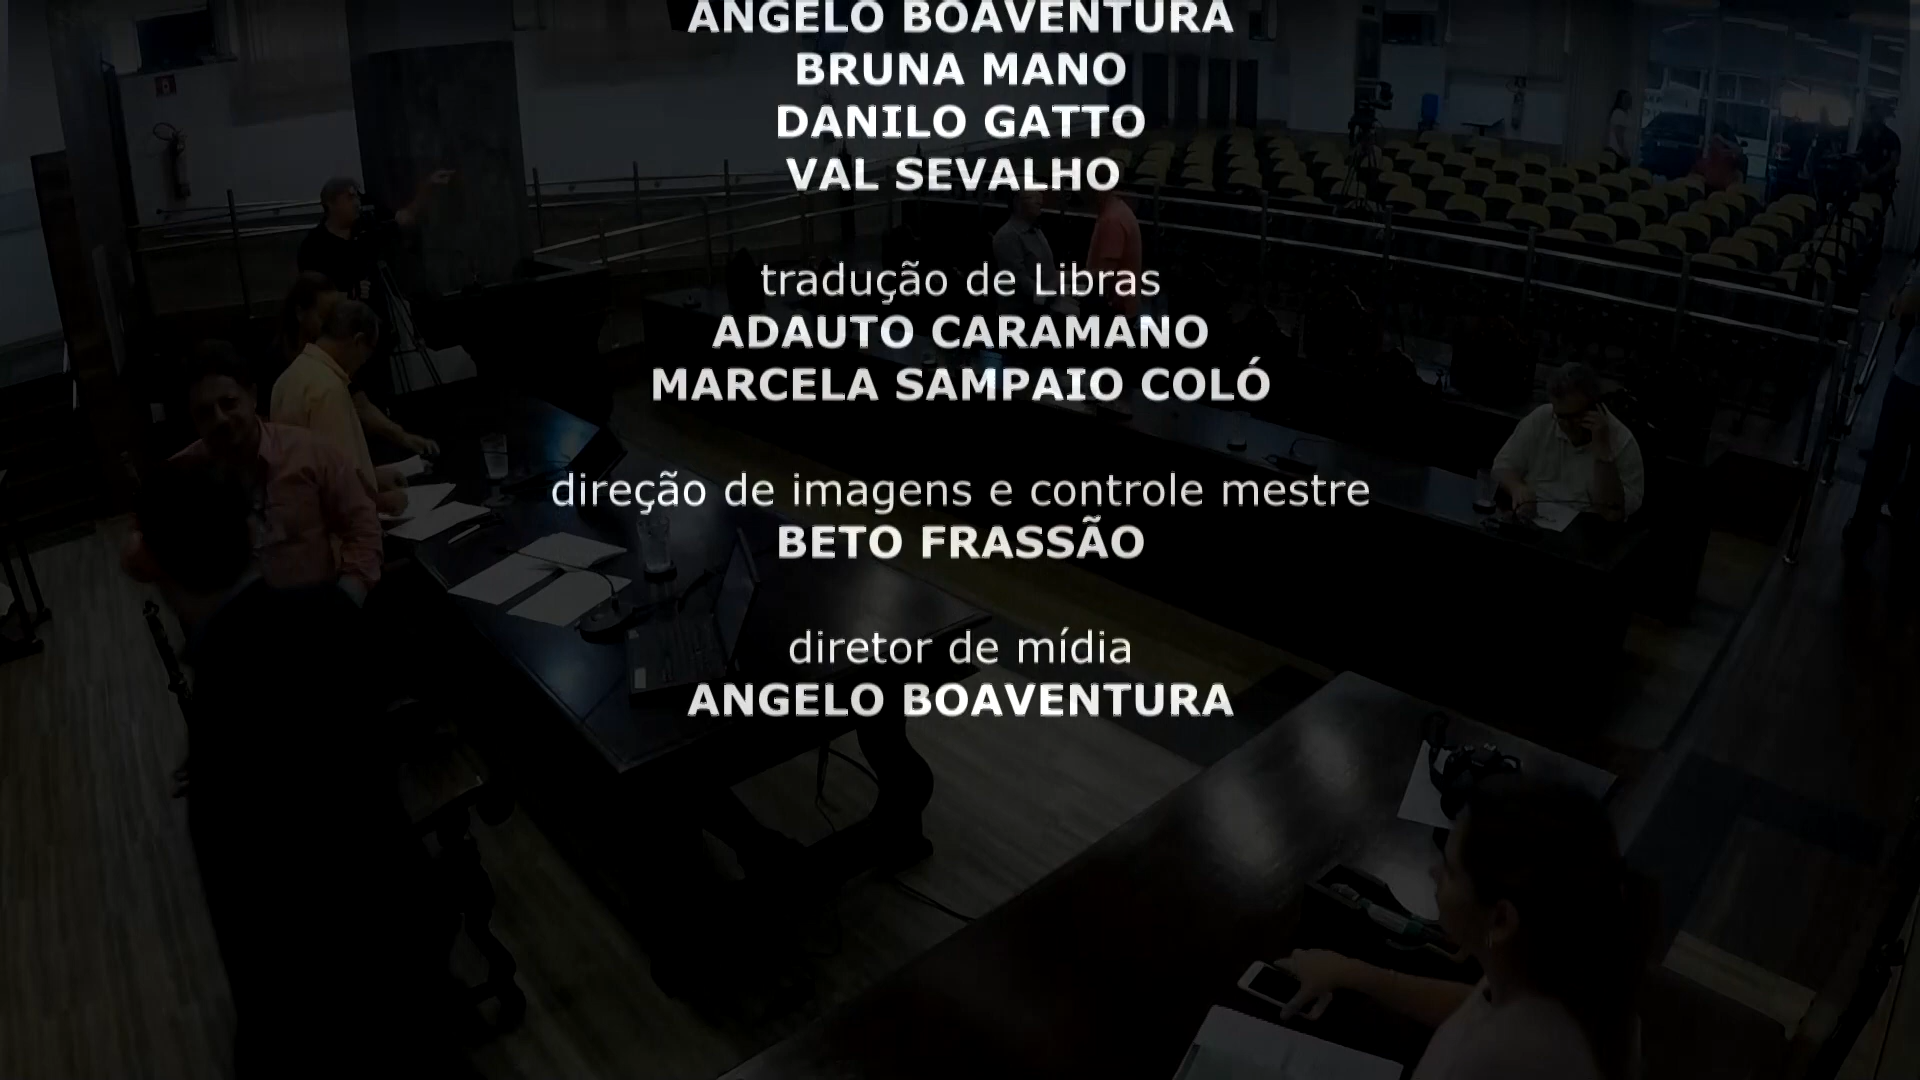 ANGELO BOAVENTURA
BRUNA MANO
DANILO GATTO
VAL SEVALHO
tradução de Libras
ADAUTO CARAMANO
MARCELA SAMPAIO COLÓ
direção de imagens e controle mestre
BETO FRASSÃO
diretor de mídia
ANGELO BOAVENTURA